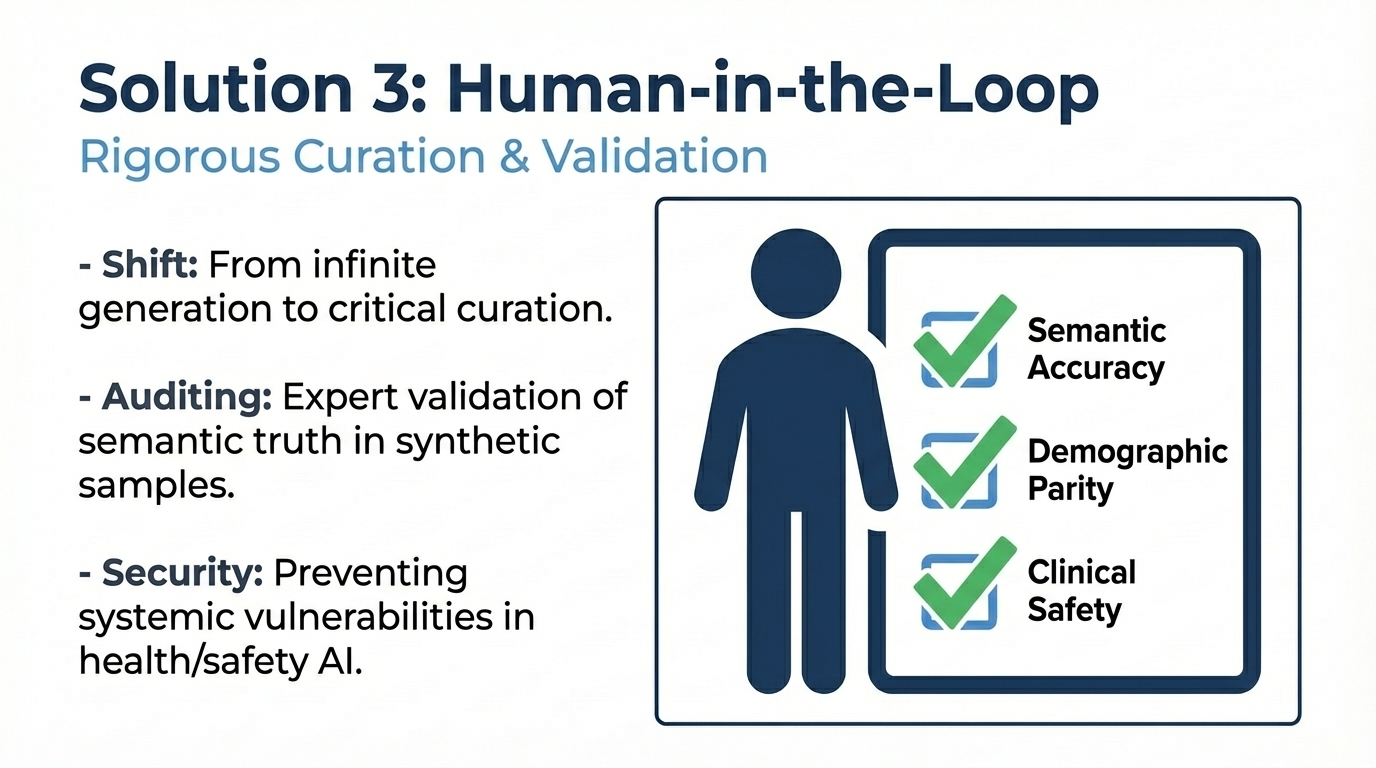 Solution 3: Human-in-the-Loop
Rigorous Curation & Validation
- Shift: From infinite
generation to critical curation.
- Auditing: Expert validation of
semantic truth in synthetic
samples.
- Security: Preventing
systemic vulnerabilities in
health/safety AI.
Semantic
Accuracy
Demographic
Parity
Clinical
Safety